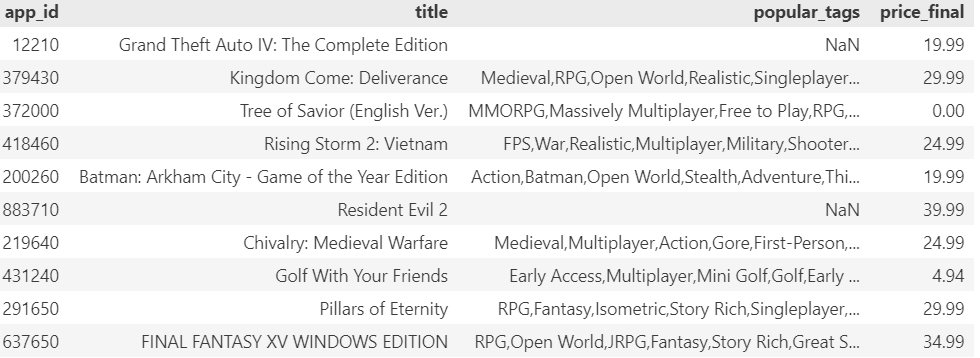 app_id title popular_tags price_final
12210 Grand Theft Auto IV: The Complete Edition NaN 19.99
379430 Kingdom Come: Deliverance Medieval,RPG,Open World,Realistic,Singleplayer... 29.99
372000 Tree of Savior (English Ver.) MMORPG,Massively Multiplayer,Free to Play,RPG,... 0.00
418460 Rising Storm 2: Vietnam FPS,War,Realistic,Multiplayer,Military,Shooter... 24.99
200260 Batman: Arkham City - Game of the Year Edition Action,Batman,Open World,Stealth,Adventure,Thi... 19.99
883710 Resident Evil 2 NaN 39.99
219640 Chivalry: Medieval Warfare Medieval,Multiplayer,Action,Gore,First-Person,... 24.99
431240 Golf With Your Friends Early Access,Multiplayer,Mini Golf,Golf,Early ... 4.94
291650 Pillars of Eternity RPG,Fantasy,Isometric,Story Rich,Singleplayer,... 29.99
637650 FINAL FANTASY XV WINDOWS EDITION RPG,Open World,JRPG,Fantasy,Story Rich,Great S... 34.99